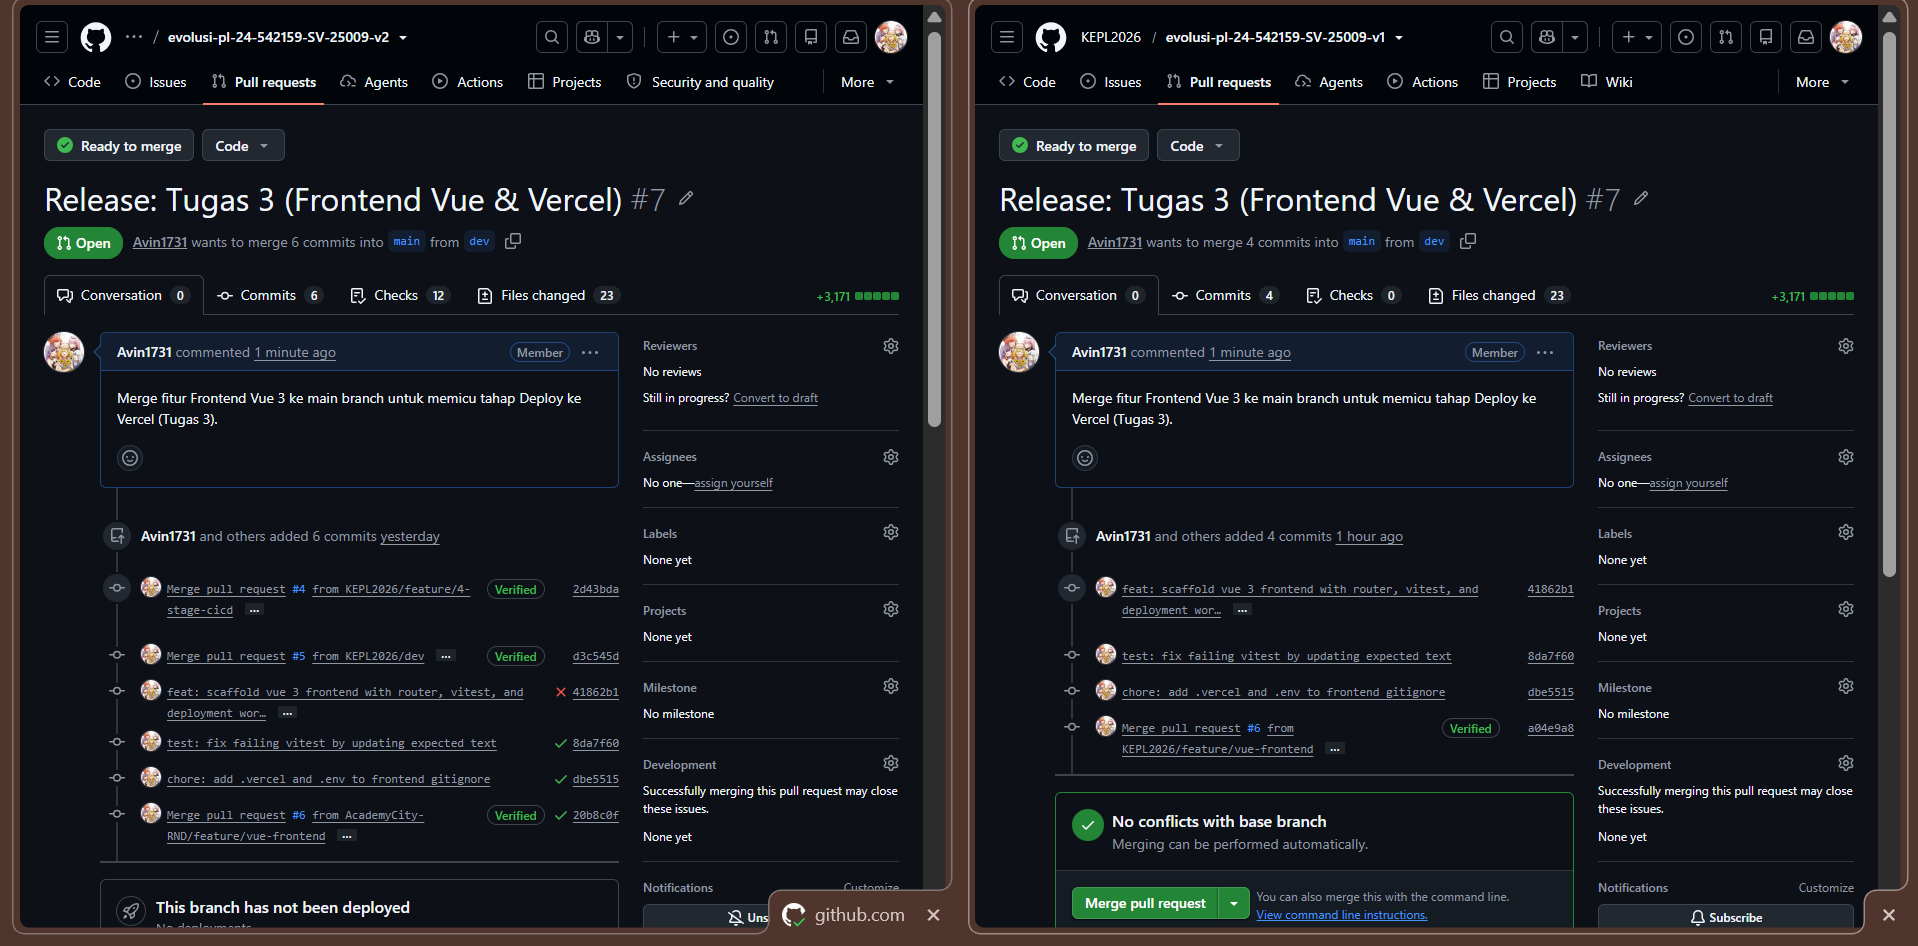 evolusi-pl-24-542159-SV-25009-v2
Code
Issues
Pull requests
Agents
Actions
Projects
Security and quality
More
Ready to merge
Code
Release: Tugas 3 (Frontend Vue & Vercel) #7
Open
Avin1731 wants to merge 6 commits into main from dev
Conversation 0
Commits 6
Checks 12
Files changed 23
+3,171
Avin1731 commented 1 minute ago
Member
Merge fitur Frontend Vue 3 ke main branch untuk memicu tahap Deploy ke
Vercel (Tugas 3).
Avin1731 and others added 6 commits yesterday
Merge pull request #4 from KEPL2026/feature/4-
stage-cicd ...
Verified
2d43bda
Merge pull request #5 from KEPL2026/dev ...
Verified
d3c545d
feat: scaffold vue 3 frontend with router, vitest, and
deployment wor… ...
41862b1
test: fix failing vitest by updating expected text
8da7f60
chore: add .vercel and .env to frontend gitignore
dbe5515
Merge pull request #6 from AcademyCity-
RND/feature/vue-frontend ...
Verified
20b8c0f
This branch has not been deployed
No deployments
Reviewers
No reviews
Still in progress? Convert to draft
Assignees
No one—assign yourself
Labels
None yet
Projects
None yet
Milestone
No milestone
Development
Successfully merging this pull request may close
these issues.
None yet
Notifications
Customize
Uns
github.com
KEPL2026 / evolusi-pl-24-542159-SV-25009-v1
Code
Issues
Pull requests
Agents
Actions
Projects
Wiki
More
Ready to merge
Code
Release: Tugas 3 (Frontend Vue & Vercel) #7
Open
Avin1731 wants to merge 4 commits into main from dev
Conversation 0
Commits 4
Checks 0
Files changed 23
+3,171
Avin1731 commented 1 minute ago
Member
Merge fitur Frontend Vue 3 ke main branch untuk memicu tahap Deploy ke
Vercel (Tugas 3).
Avin1731 and others added 4 commits 1 hour ago
feat: scaffold vue 3 frontend with router, vitest, and
deployment wor… ...
41862b1
test: fix failing vitest by updating expected text
8da7f60
chore: add .vercel and .env to frontend gitignore
dbe5515
Merge pull request #6 from
KEPL2026/feature/vue-frontend ...
Verified
a04e9a8
No conflicts with base branch
Merging can be performed automatically.
Merge pull request
You can also merge this with the command line.
View command line instructions.
Reviewers
No reviews
Still in progress? Convert to draft
Assignees
No one—assign yourself
Labels
None yet
Projects
None yet
Milestone
No milestone
Development
Successfully merging this pull request may close
these issues.
None yet
Notifications
Customize
Subscribe